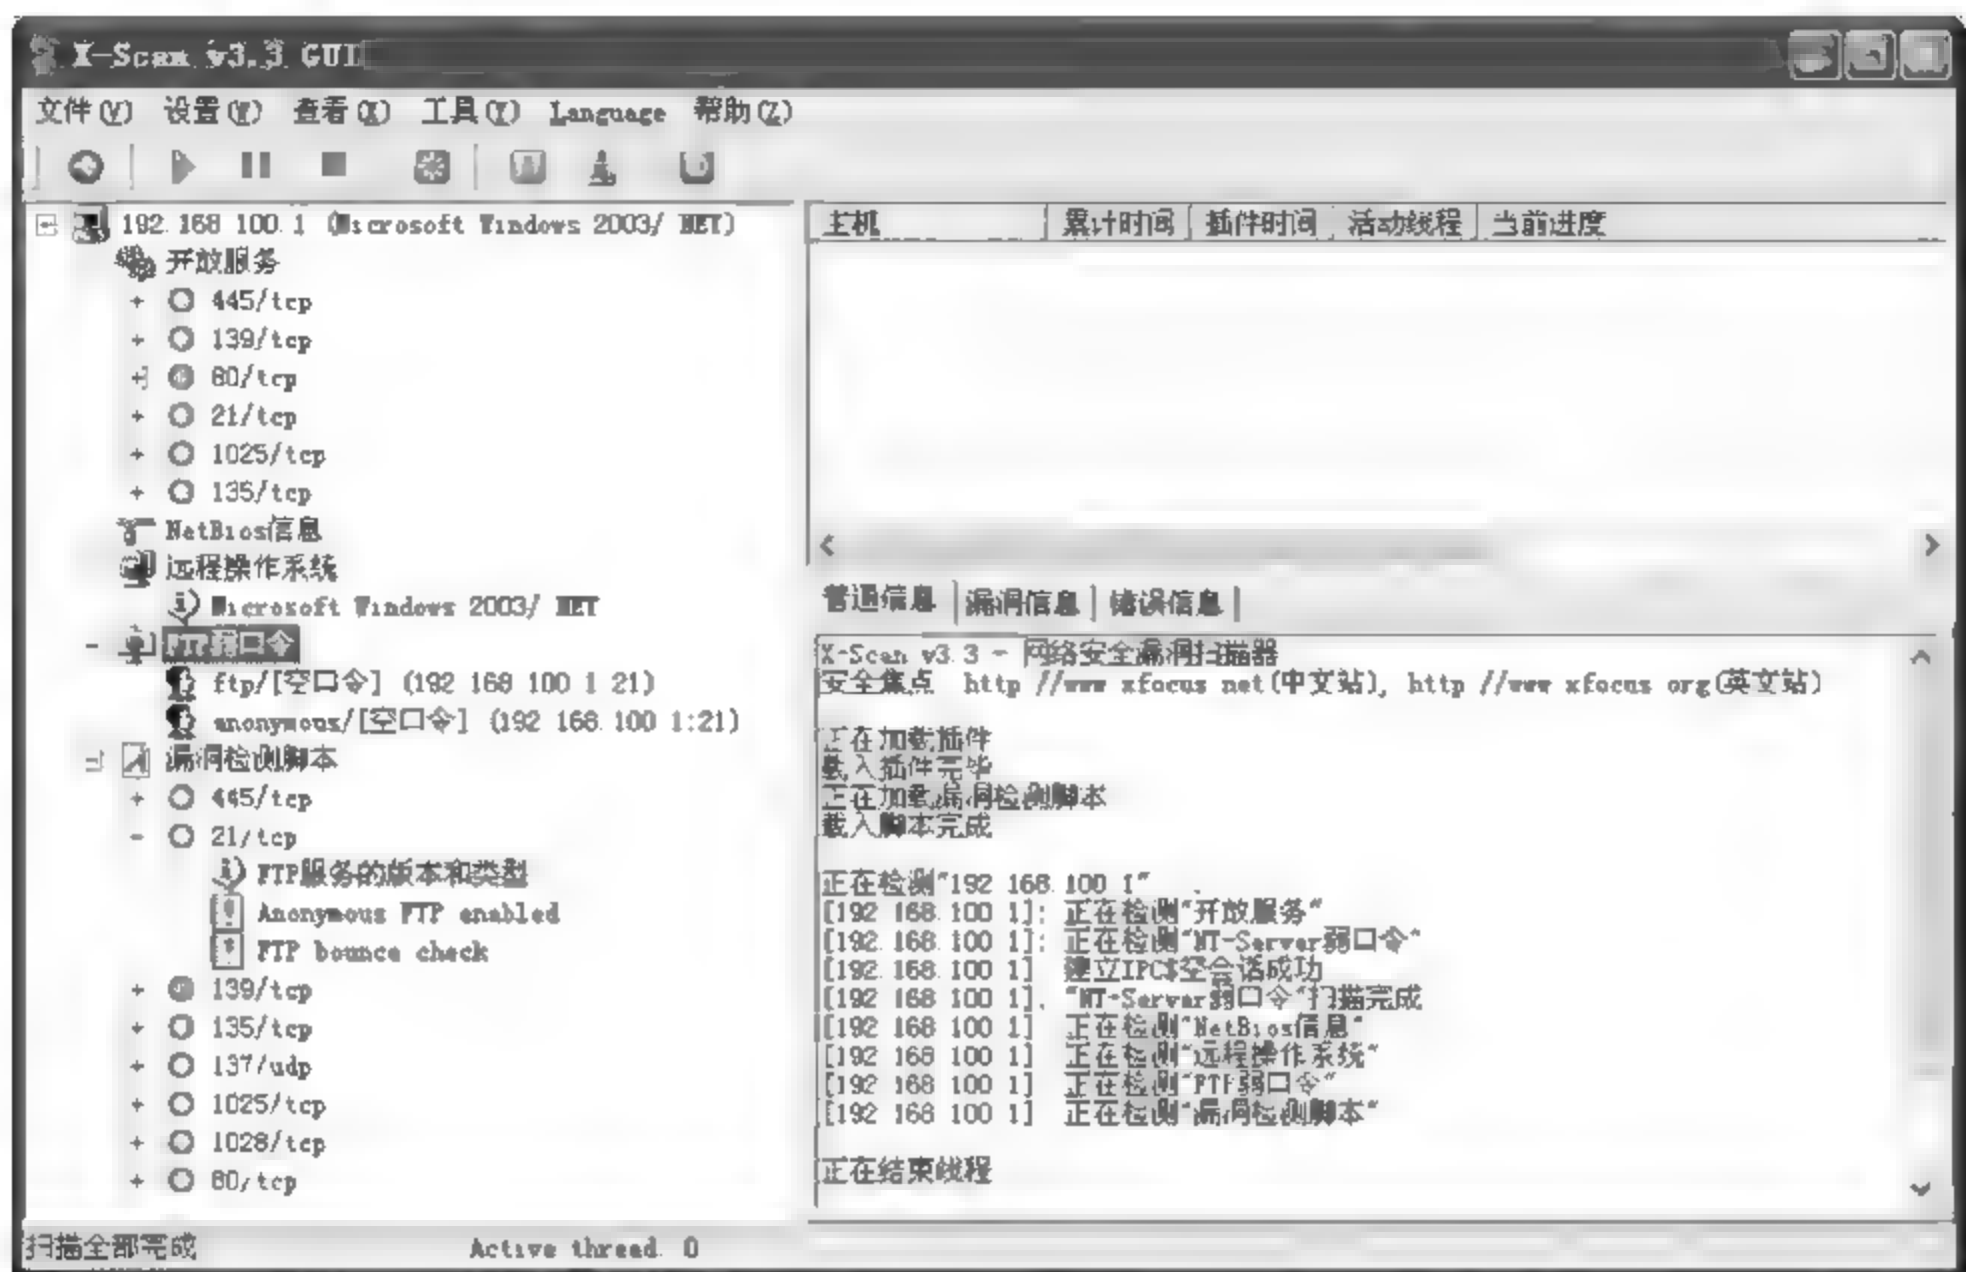 X-Scan v3.3 GUI
文件(V) 设置(W) 查看(X) 工具(Y) Language 帮助(Z)
192.168.100.1 (Microsoft Windows 2003/.NET)
开放服务
445/tcp
139/tcp
80/tcp
21/tcp
1025/tcp
135/tcp
NetBios信息
远程操作系统
Microsoft Windows 2003/.NET
FTP弱口令
ftp/[空口令] (192.168.100.1:21)
anonymous/[空口令] (192.168.100.1:21)
漏洞检测脚本
445/tcp
21/tcp
FTP服务的版本和类型
Anonymous FTP enabled
FTP bounce check
139/tcp
135/tcp
137/udp
1025/tcp
1028/tcp
80/tcp
主机 累计时间 插件时间 活动线程 当前进度
普通信息 漏洞信息 错误信息
X-Scan v3.3 - 网络安全漏洞扫描器
安全焦点 http://www.xfocus.net(中文站), http://www.xfocus.org(英文站)
正在加载插件
载入插件完毕
正在加载漏洞检测脚本
载入脚本完成
正在检测"192.168.100.1"
[192.168.100.1]: 正在检测"开放服务"
[192.168.100.1]: 正在检测"NT-Server弱口令"
[192.168.100.1]: 建立IPC$空会话成功
[192.168.100.1]: "NT-Server弱口令"扫描完成
[192.168.100.1]: 正在检测"NetBios信息"
[192.168.100.1]: 正在检测"远程操作系统"
[192.168.100.1]: 正在检测"FTP弱口令"
[192.168.100.1]: 正在检测"漏洞检测脚本"
正在结束线程
扫描全部完成 Active thread: 0